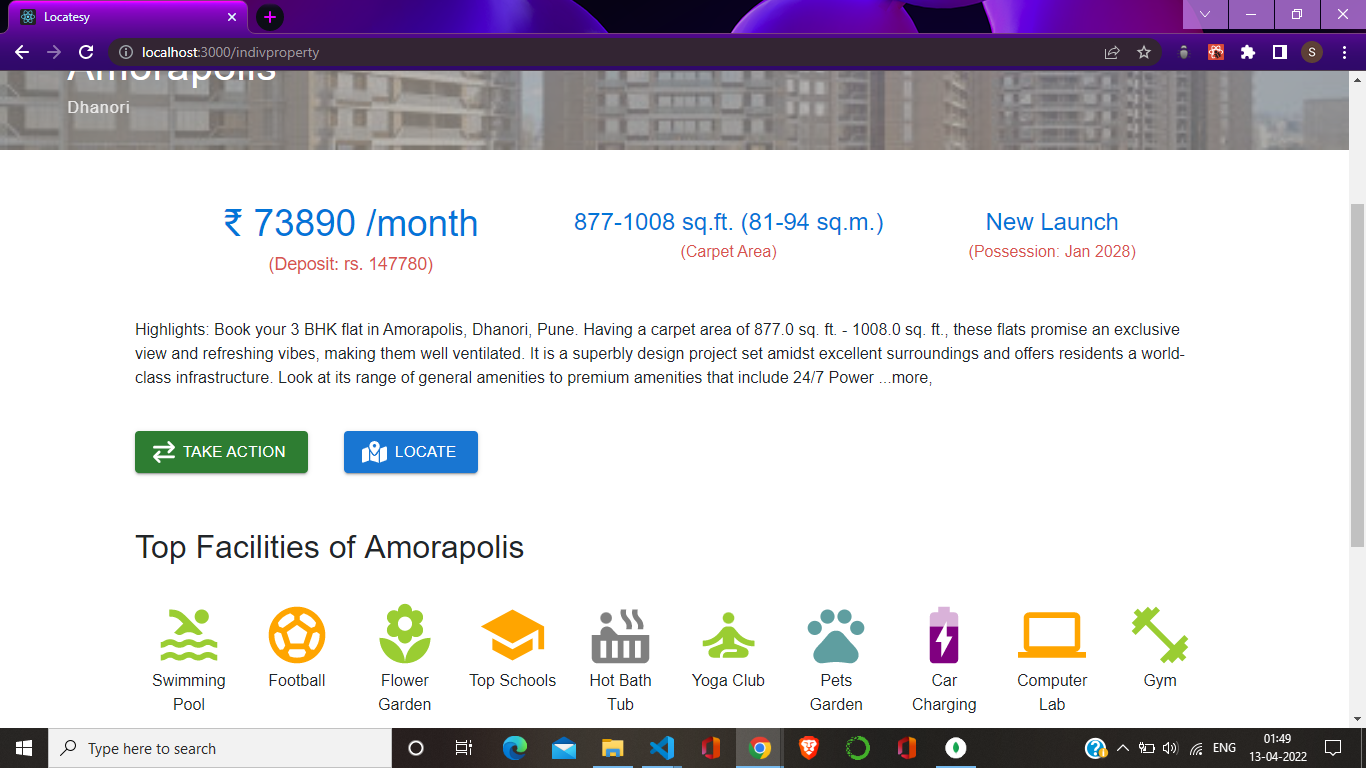 Locatesy
localhost:3000/indivproperty
S
Amorapolis
Dhanori
₹ 73890 /month
(Deposit: rs. 147780)
877-1008 sq.ft. (81-94 sq.m.)
(Carpet Area)
New Launch
(Possession: Jan 2028)
Highlights: Book your 3 BHK flat in Amorapolis, Dhanori, Pune. Having a carpet area of 877.0 sq. ft. - 1008.0 sq. ft., these flats promise an exclusive
view and refreshing vibes, making them well ventilated. It is a superbly design project set amidst excellent surroundings and offers residents a world-
class infrastructure. Look at its range of general amenities to premium amenities that include 24/7 Power ...more,
TAKE ACTION
LOCATE
Top Facilities of Amorapolis
Swimming
Pool
Football
Flower
Garden
Top Schools
Hot Bath
Tub
Yoga Club
Pets
Garden
Car
Charging
Computer
Lab
Gym
Type here to search
ENG
01:49
13-04-2022